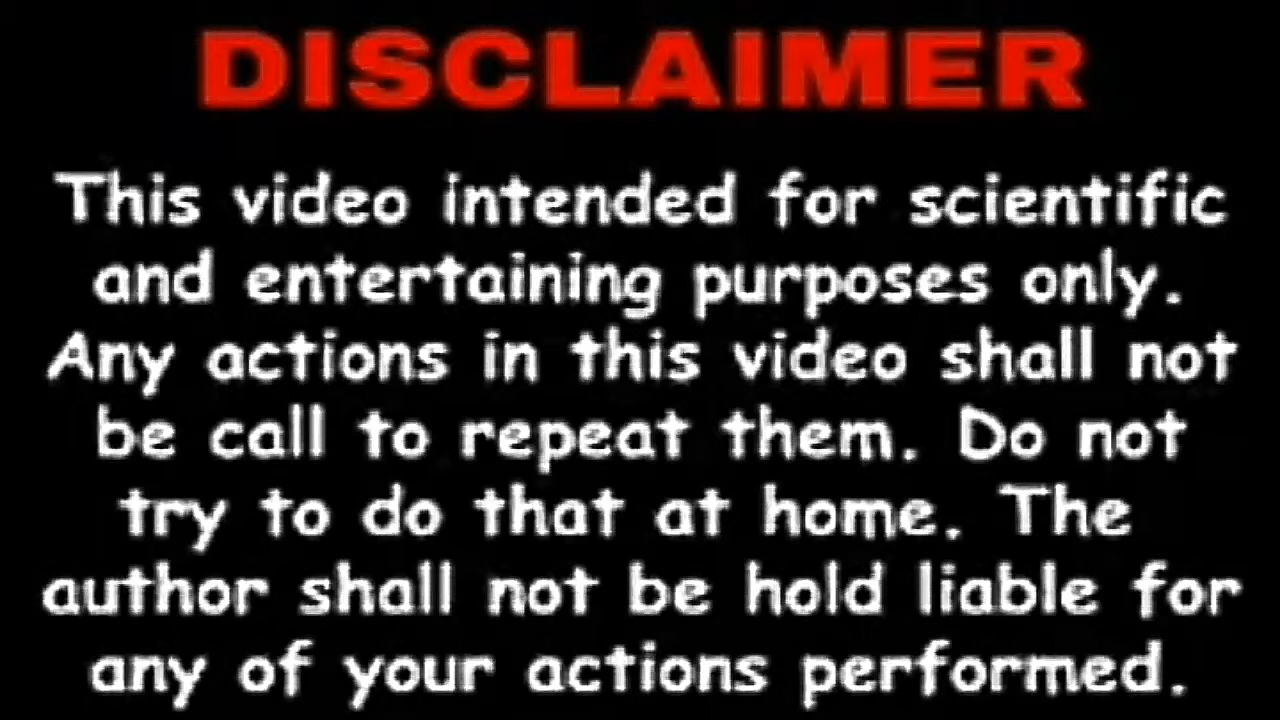 DISCLAIMER
This video intended for scientific
and entertaining purposes only.
Any actions in this video shall not
be call to repeat them. Do not
try to do that at home. The
author shall not be hold liable for
any of your actions performed.